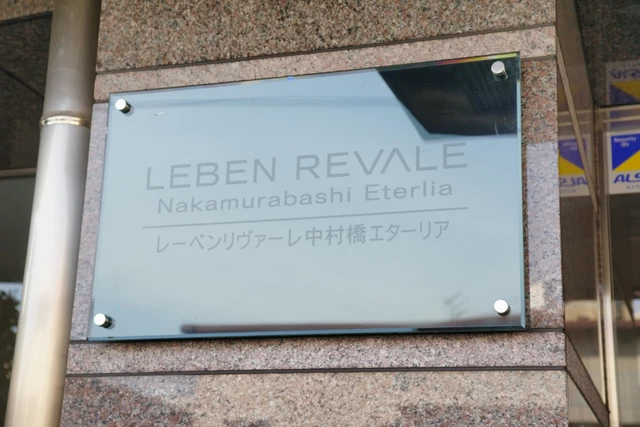 LEBEN REVALE
Nakamurabashi Eterlia
レーベンリヴァーレ中村橋エターリア
Security